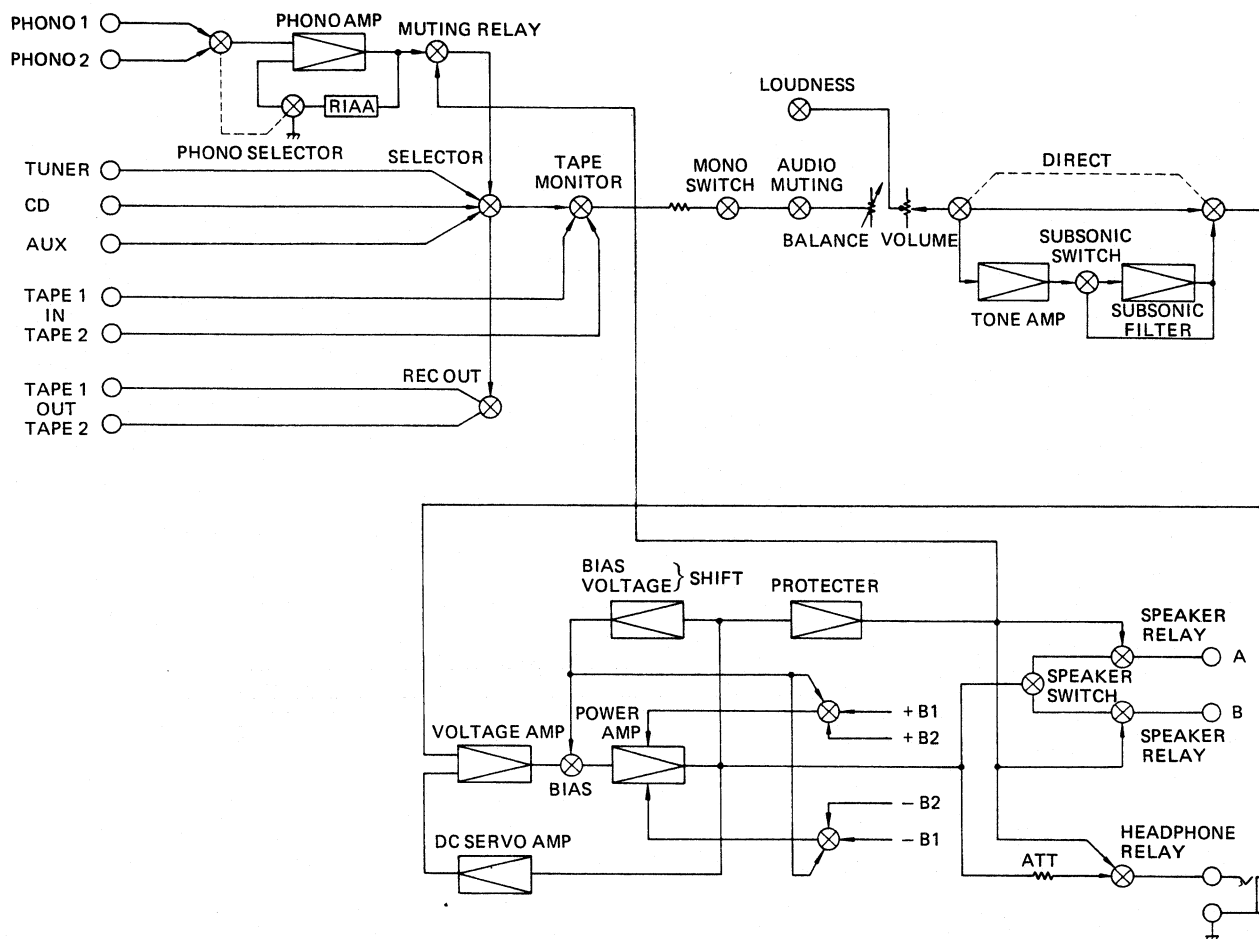 PHONO 1
PHONO 2
PHONO AMP
MUTING RELAY
RIAA
PHONO SELECTOR
SELECTOR
TUNER
CD
AUX
TAPE
MONITOR
TAPE 1
IN
TAPE 2
REC OUT
TAPE 1
OUT
TAPE 2
LOUDNESS
MONO
SWITCH
AUDIO
MUTING
BALANCE
VOLUME
DIRECT
SUBSONIC
SWITCH
TONE AMP
SUBSONIC
FILTER
BIAS
VOLTAGE } SHIFT
PROTECTER
SPEAKER
RELAY
A
SPEAKER
SWITCH
B
SPEAKER
RELAY
+ B1
+ B2
POWER
AMP
VOLTAGE AMP
BIAS
− B2
− B1
DC SERVO AMP
ATT
HEADPHONE
RELAY